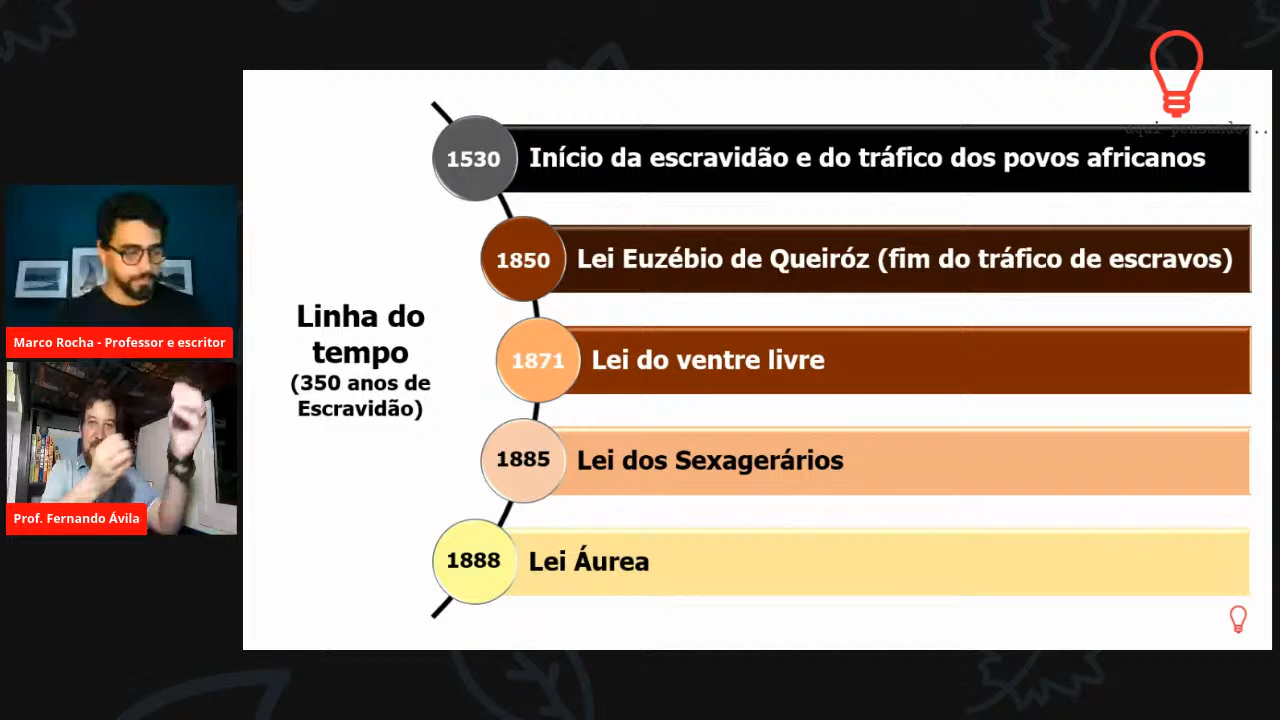 aqui pensando...
1530
Início da escravidão e do tráfico dos povos africanos
1850
Lei Euzébio de Queiróz (fim do tráfico de escravos)
Linha do
tempo
(350 anos de
Escravidão)
1871
Lei do ventre livre
1885
Lei dos Sexagerários
1888
Lei Áurea
Marco Rocha - Professor e escritor
Prof. Fernando Ávila